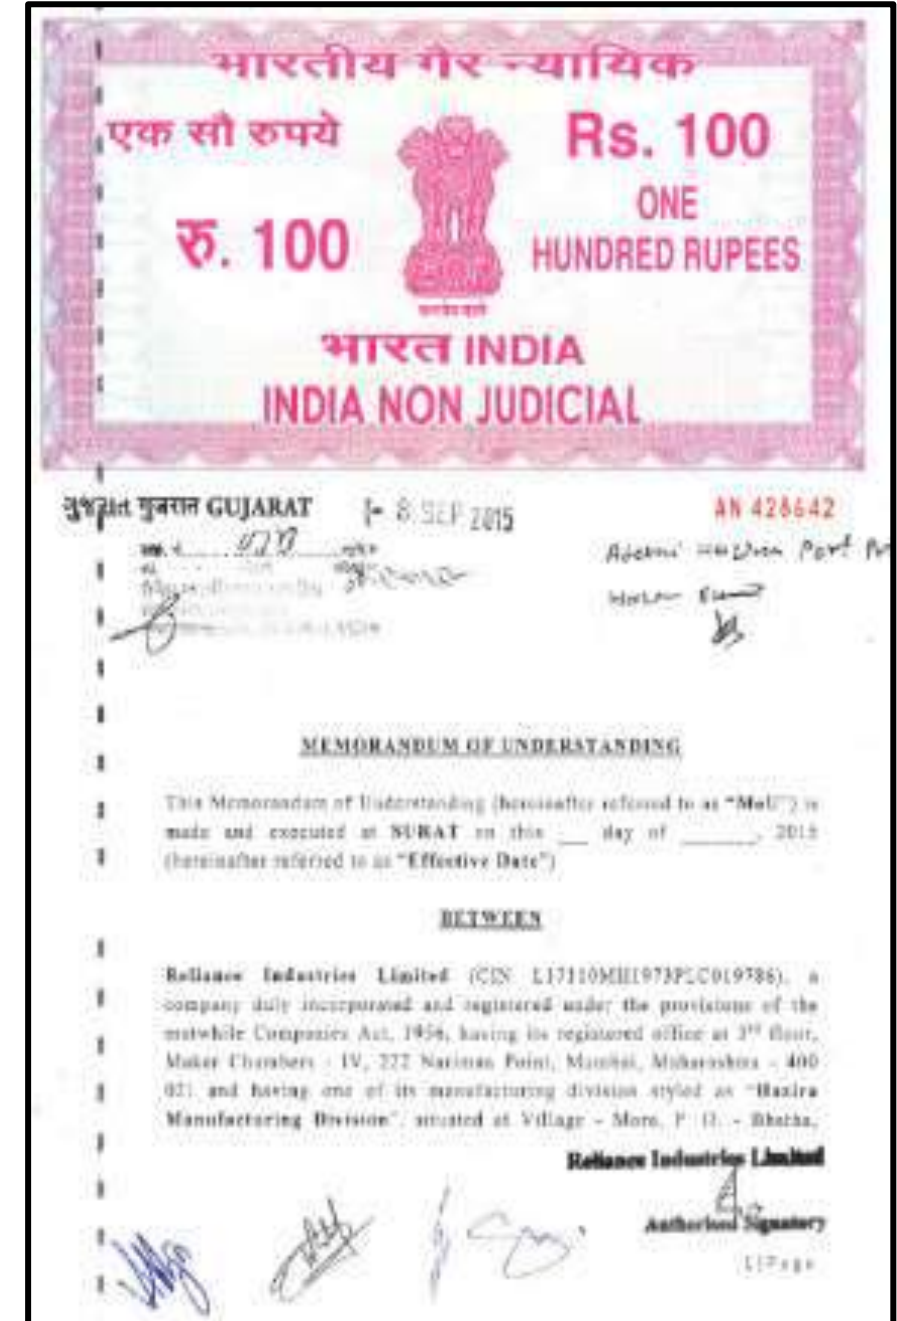 भारतीय गैर न्यायिक
एक सौ रुपये
Rs. 100
रु. 100
ONE
HUNDRED RUPEES
भारत INDIA
INDIA NON JUDICIAL
गुजरात GUJARAT
8 SEP 2015
AN 428642
MEMORANDUM OF UNDERSTANDING
This Memorandum of Understanding (hereinafter referred to as "MoU") is
made and executed at SURAT on this ___ day of _______, 2015
(hereinafter referred to as "Effective Date")
BETWEEN
Reliance Industries Limited (CIN L17110MH1973PLC019786), a
company duly incorporated and registered under the provisions of the
erstwhile Companies Act, 1956, having its registered office at 3rd floor,
Maker Chambers - IV, 222 Nariman Point, Mumbai, Maharashtra - 400
021 and having one of its manufacturing division styled as "Hazira
Manufacturing Division", situated at Village - Mora, P. O. - Bhatha,
Reliance Industries Limited
Authorised Signatory
1|Page